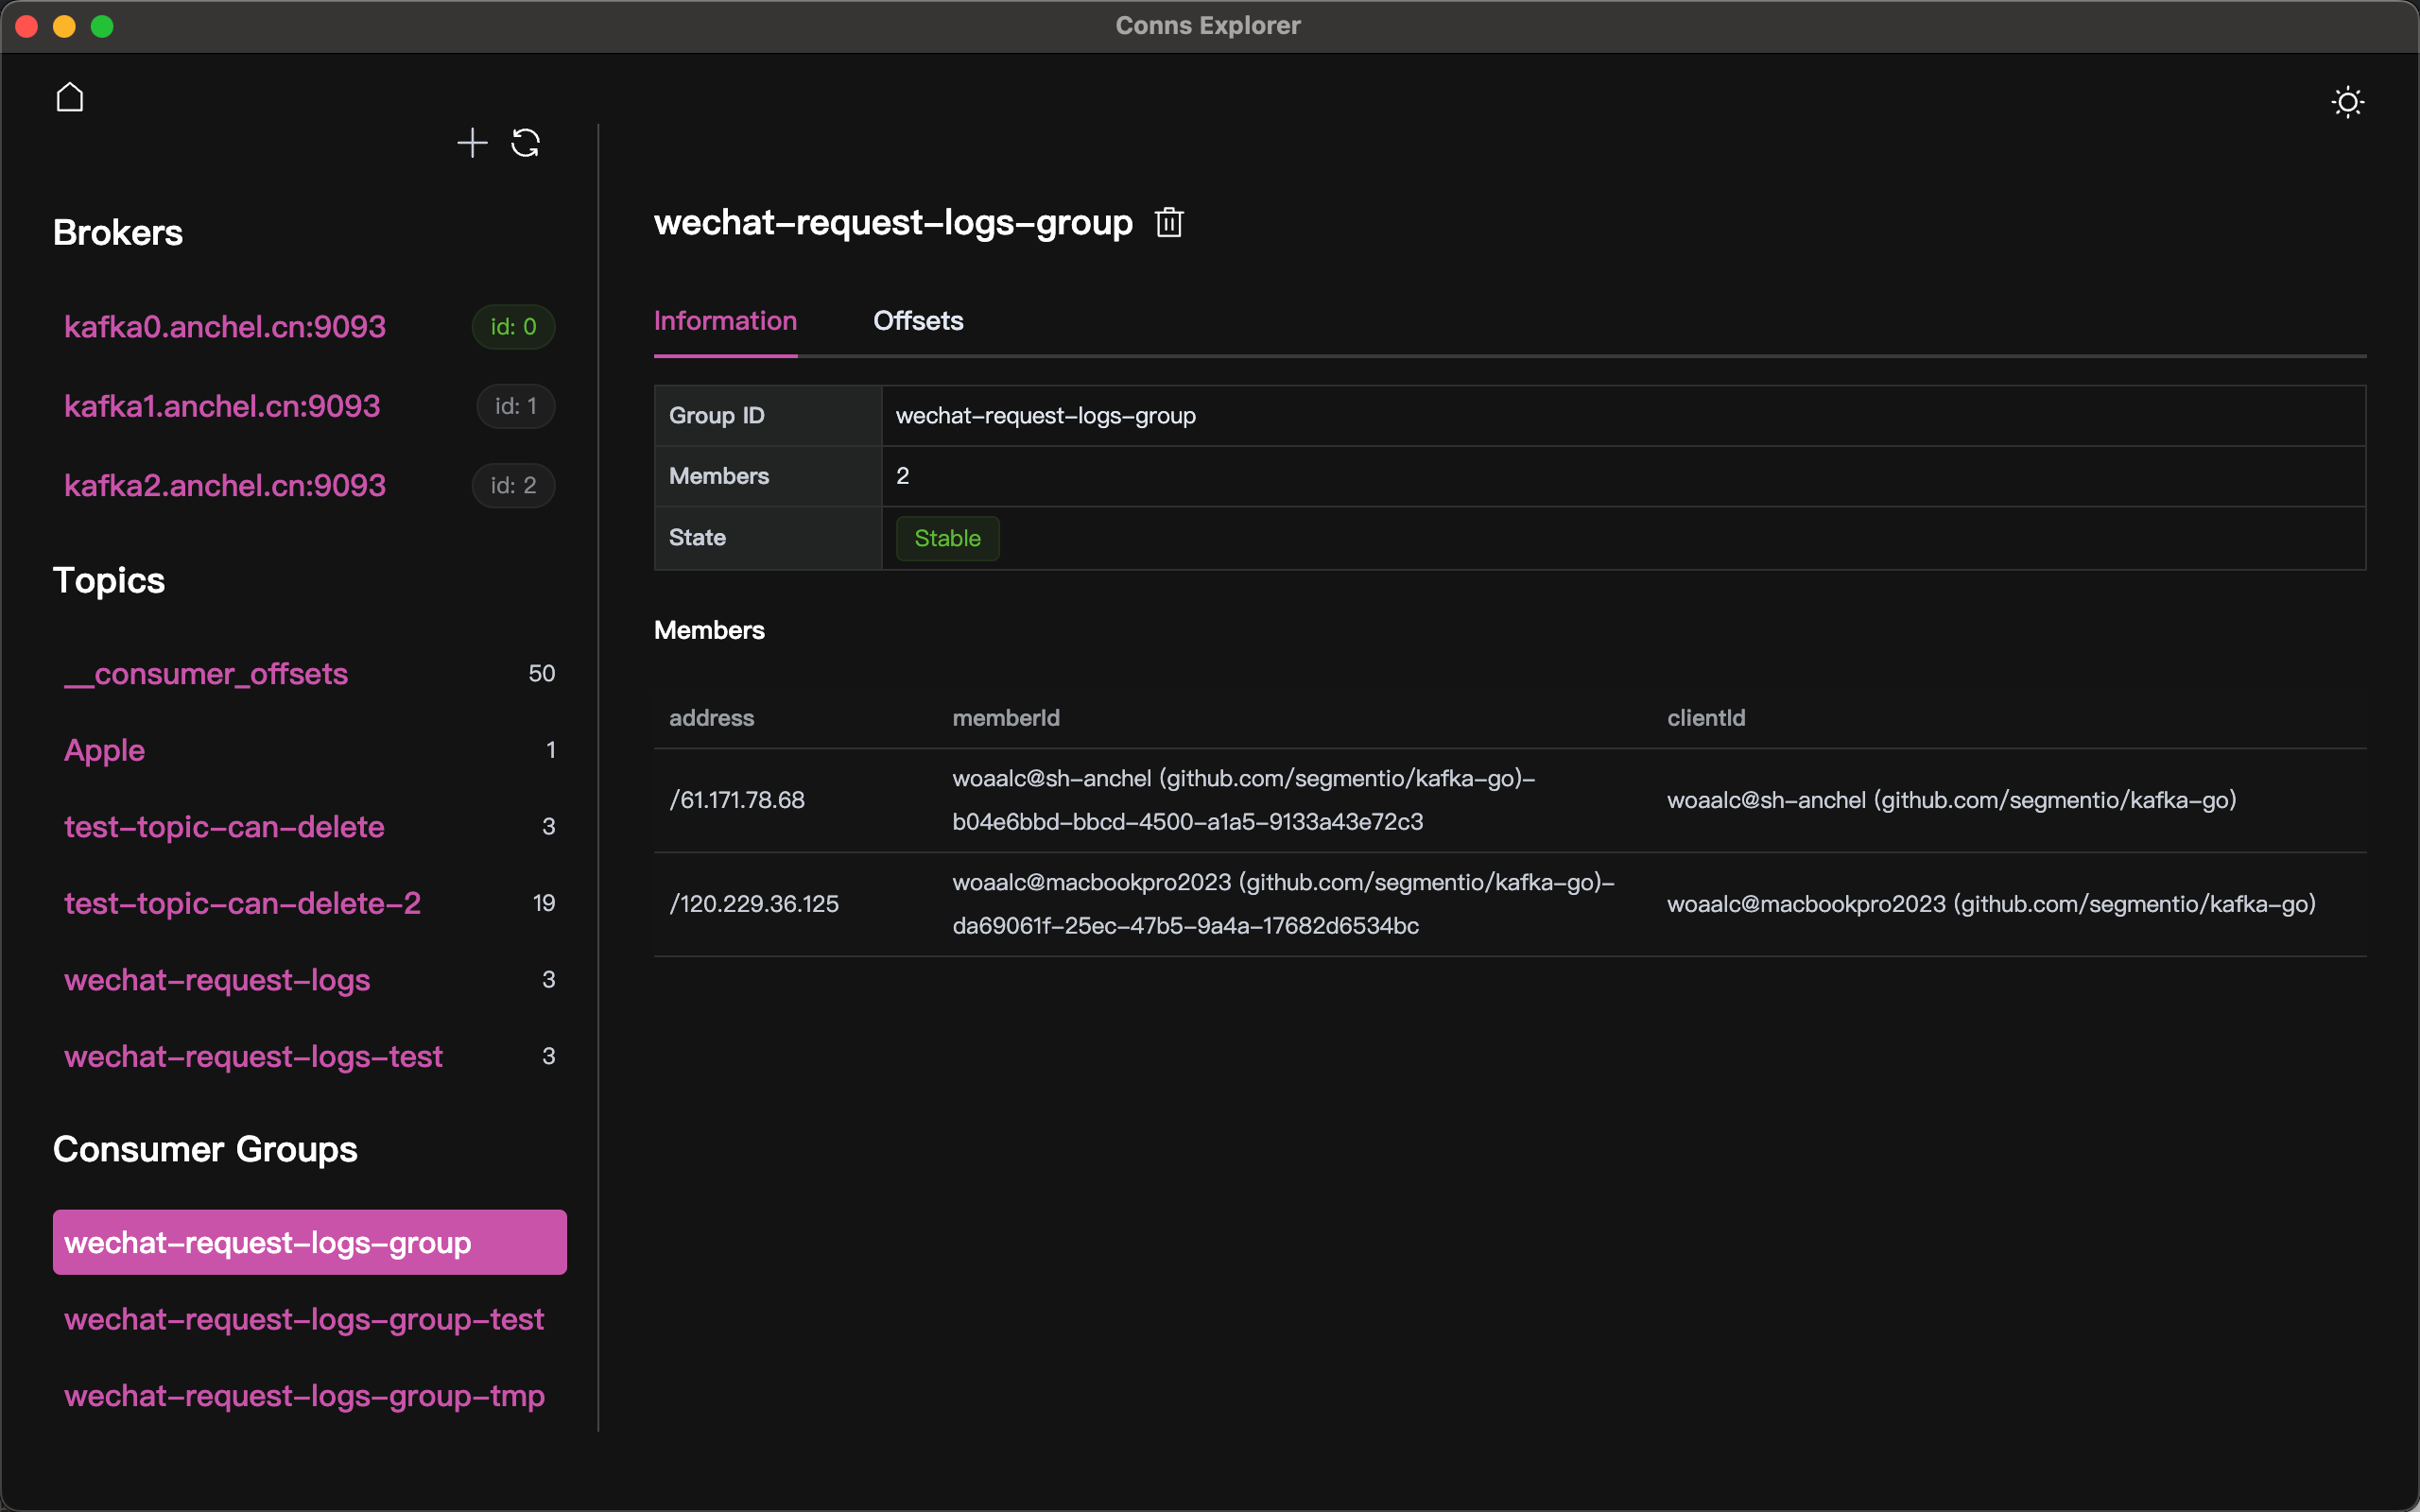 Conns Explorer
Brokers
kafka0.anchel.cn:9093 id: 0
kafka1.anchel.cn:9093 id: 1
kafka2.anchel.cn:9093 id: 2
Topics
__consumer_offsets 50
Apple 1
test-topic-can-delete 3
test-topic-can-delete-2 19
wechat-request-logs 3
wechat-request-logs-test 3
Consumer Groups
wechat-request-logs-group
wechat-request-logs-group-test
wechat-request-logs-group-tmp
wechat-request-logs-group
Information Offsets
Group ID wechat-request-logs-group
Members 2
State Stable
Members
address memberId clientId
/61.171.78.68 woaalc@sh-anchel (github.com/segmentio/kafka-go)- woaalc@sh-anchel (github.com/segmentio/kafka-go)
b04e6bbd-bbcd-4500-a1a5-9133a43e72c3
/120.229.36.125 woaalc@macbookpro2023 (github.com/segmentio/kafka-go)- woaalc@macbookpro2023 (github.com/segmentio/kafka-go)
da69061f-25ec-47b5-9a4a-17682d6534bc